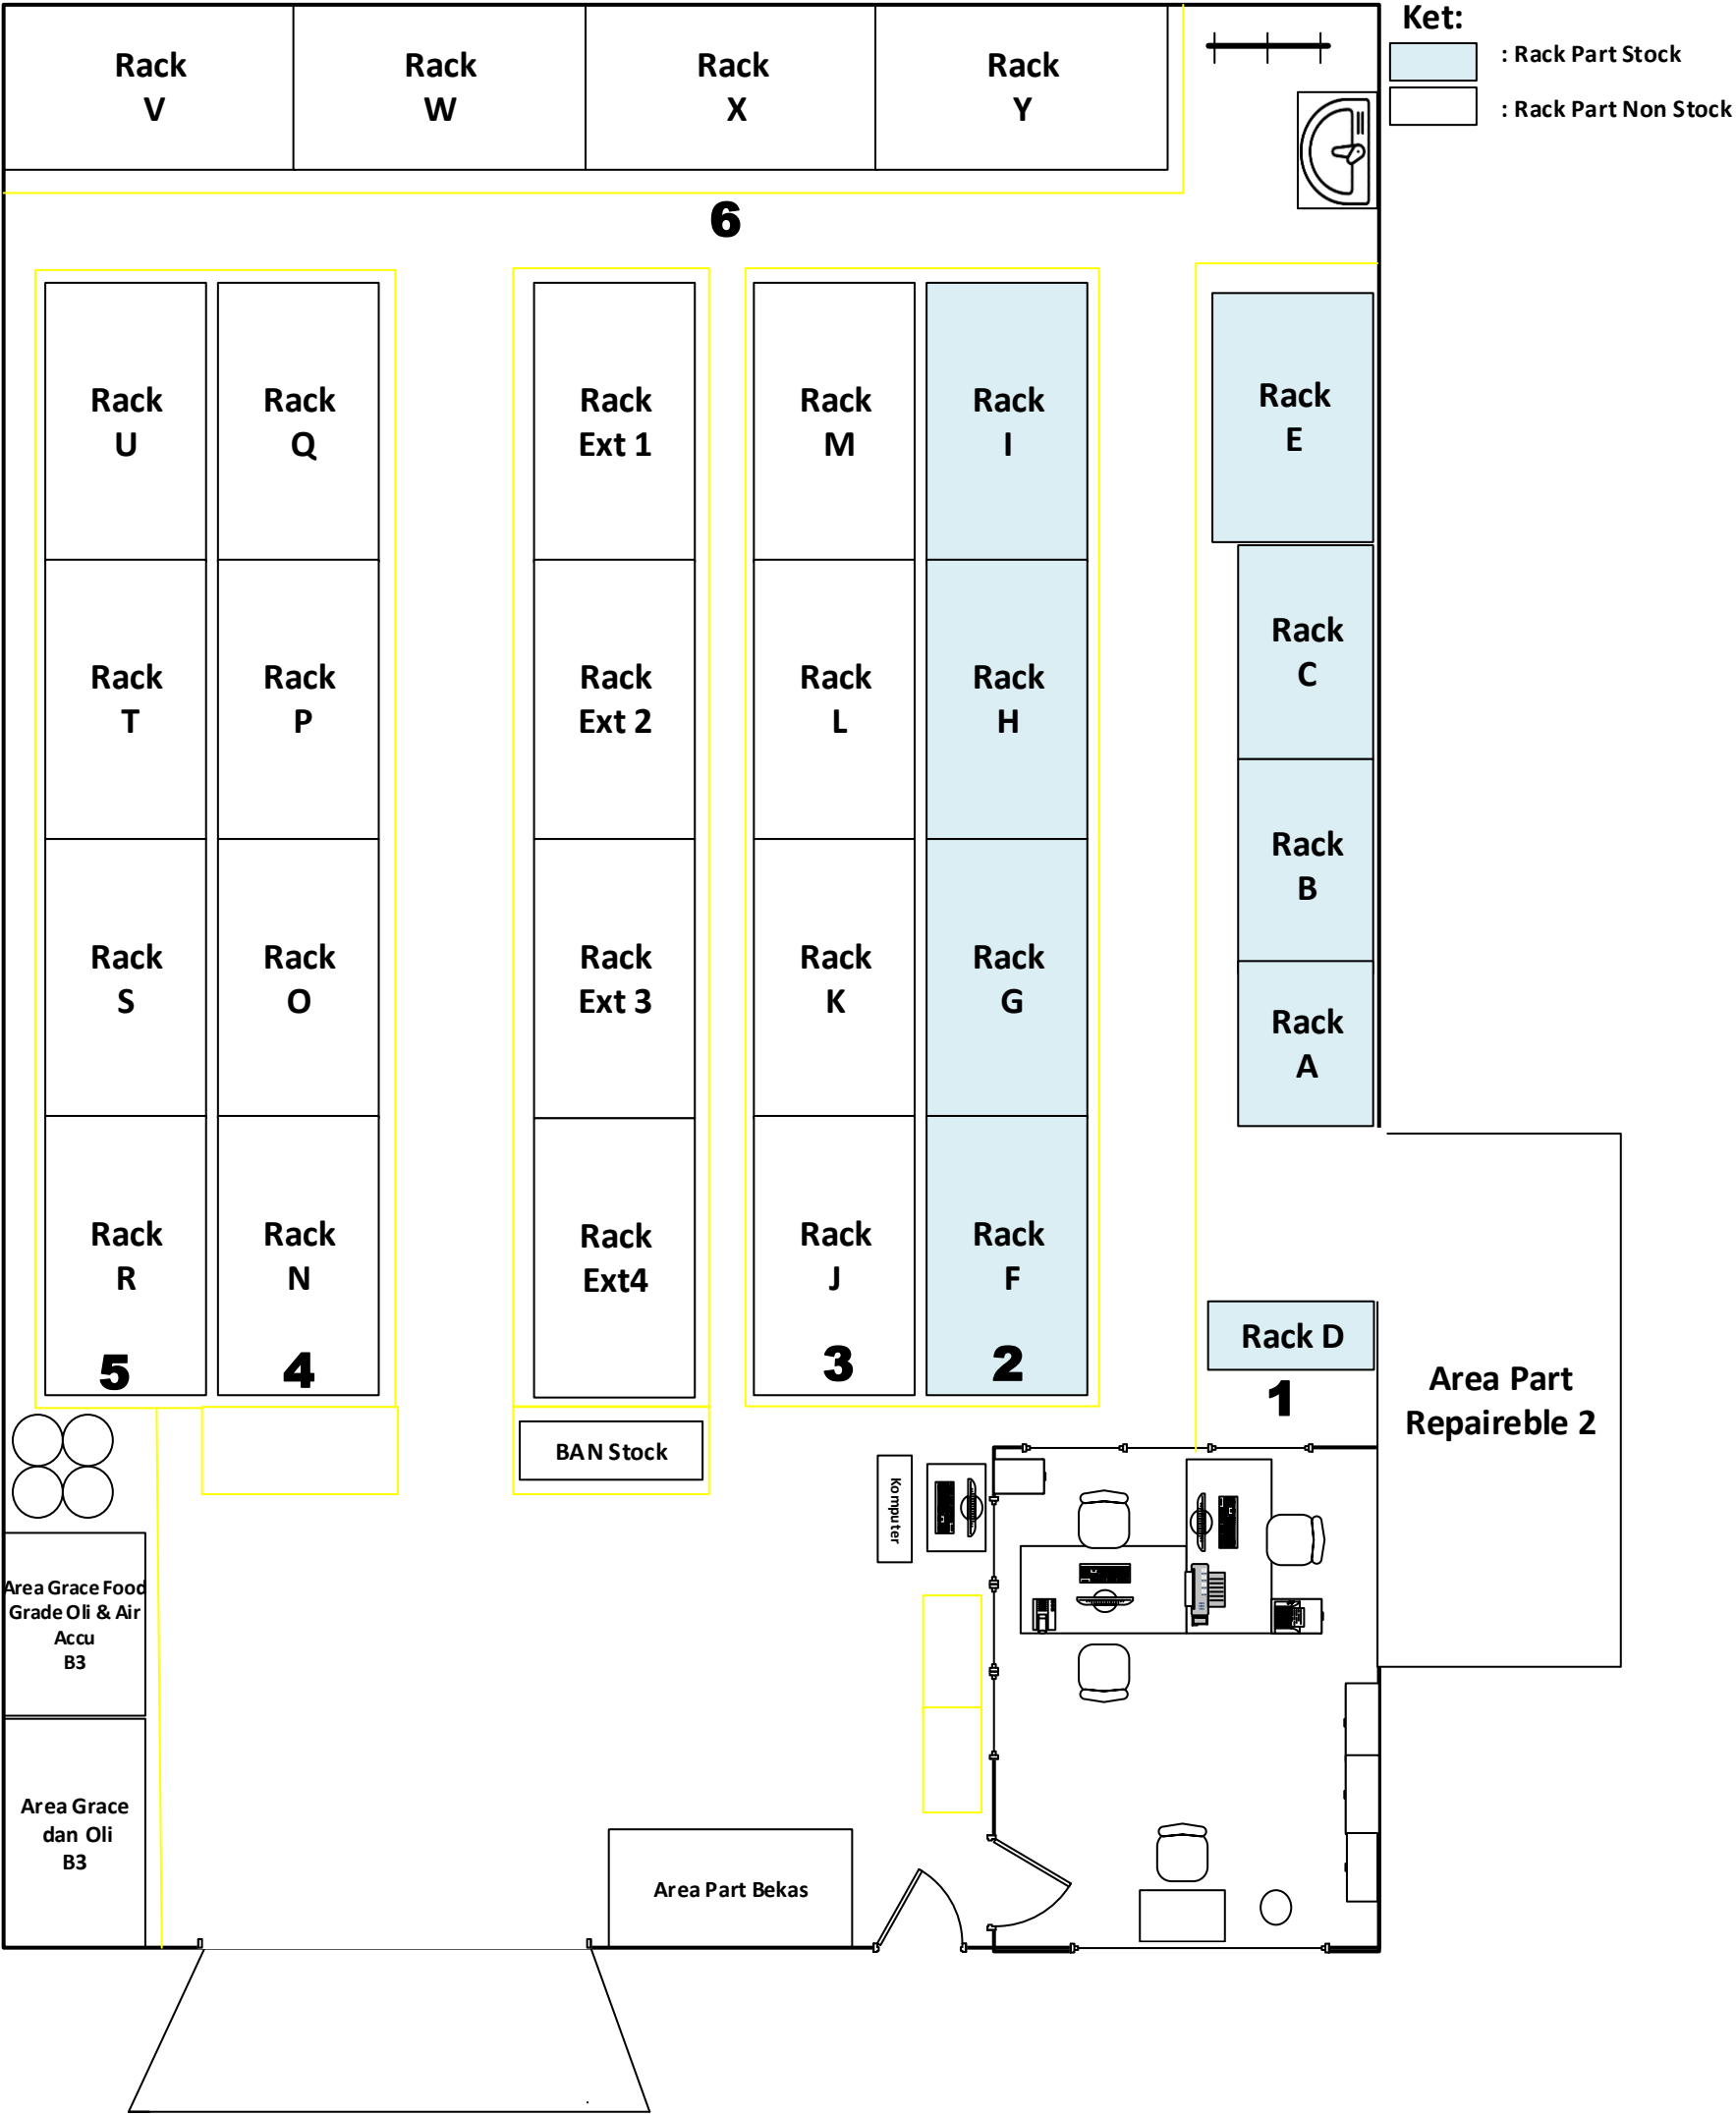 Ket:
: Rack Part Stock
: Rack Part Non Stock
Rack
V
Rack
W
Rack
X
Rack
Y
6
Rack
U
Rack
Q
Rack
Ext 1
Rack
M
Rack
I
Rack
E
Rack
T
Rack
P
Rack
Ext 2
Rack
L
Rack
H
Rack
C
Rack
S
Rack
O
Rack
Ext 3
Rack
K
Rack
G
Rack
B
Rack
A
Rack
R
5
Rack
N
4
Rack
Ext4
Rack
J
3
Rack
F
2
Rack D
1
Area Part
Repaireble 2
BAN Stock
Komputer
Area Grace Food
Grade Oli & Air
Accu
B3
Area Grace
dan Oli
B3
Area Part Bekas